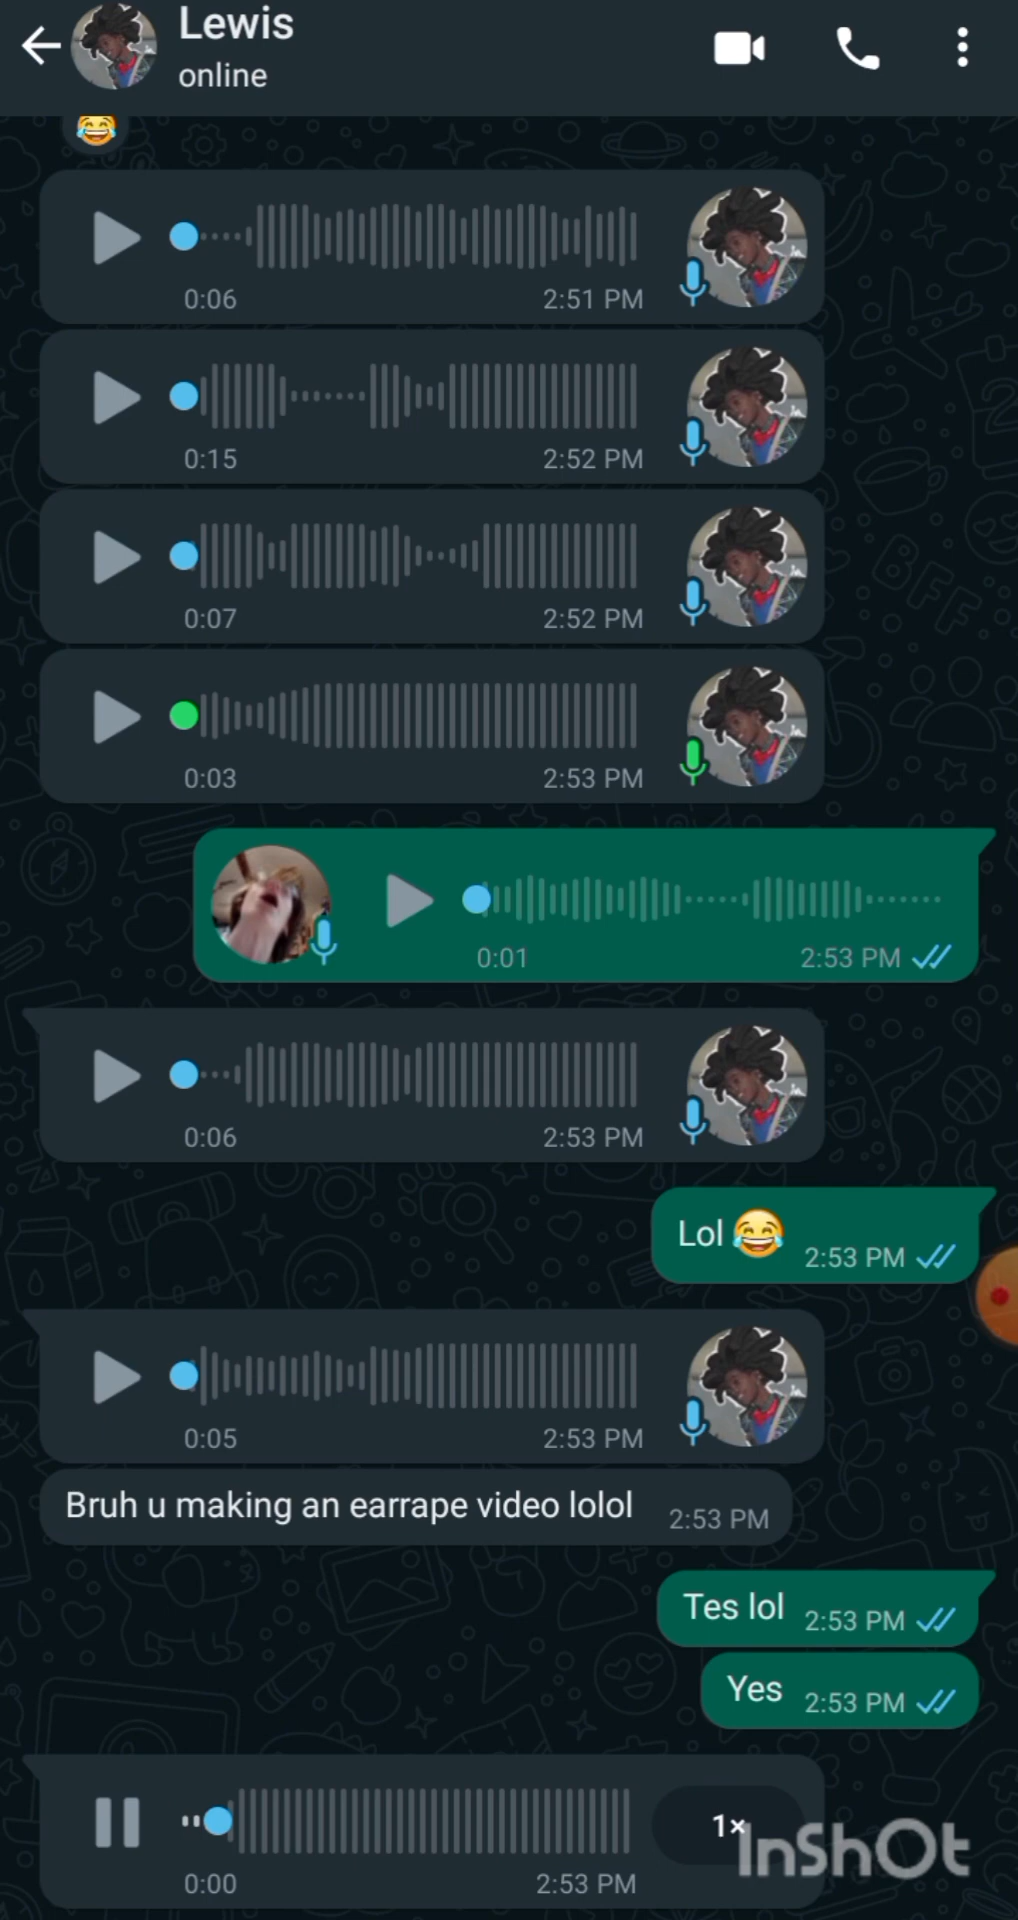 Lewis
online
😂
0:06 2:51 PM
0:15 2:52 PM
0:07 2:52 PM
0:03 2:53 PM
0:01 2:53 PM
0:06 2:53 PM
Lol 😂 2:53 PM
0:05 2:53 PM
Bruh u making an earrape video lolol 2:53 PM
Tes lol 2:53 PM
Yes 2:53 PM
1×
InShOt
0:00 2:53 PM